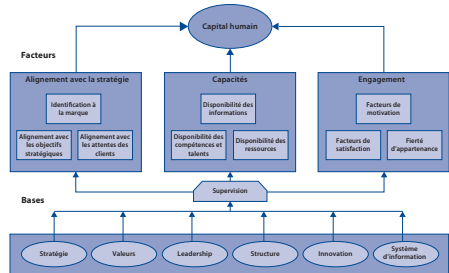 Capital humain
Facteurs
Alignement avec la stratégie
Capacités
Engagement
Identification à
la marque
Disponibilité des
informations
Facteurs de
motivation
Alignement avec
les objectifs
stratégiques
Alignement avec
les attentes des
clients
Disponibilité des
compétences et
talents
Disponibilité des
ressources
Facteurs de
satisfaction
Fierté
d'appartenance
Supervision
Bases
Stratégie
Valeurs
Leadership
Structure
Innovation
Système
d'information